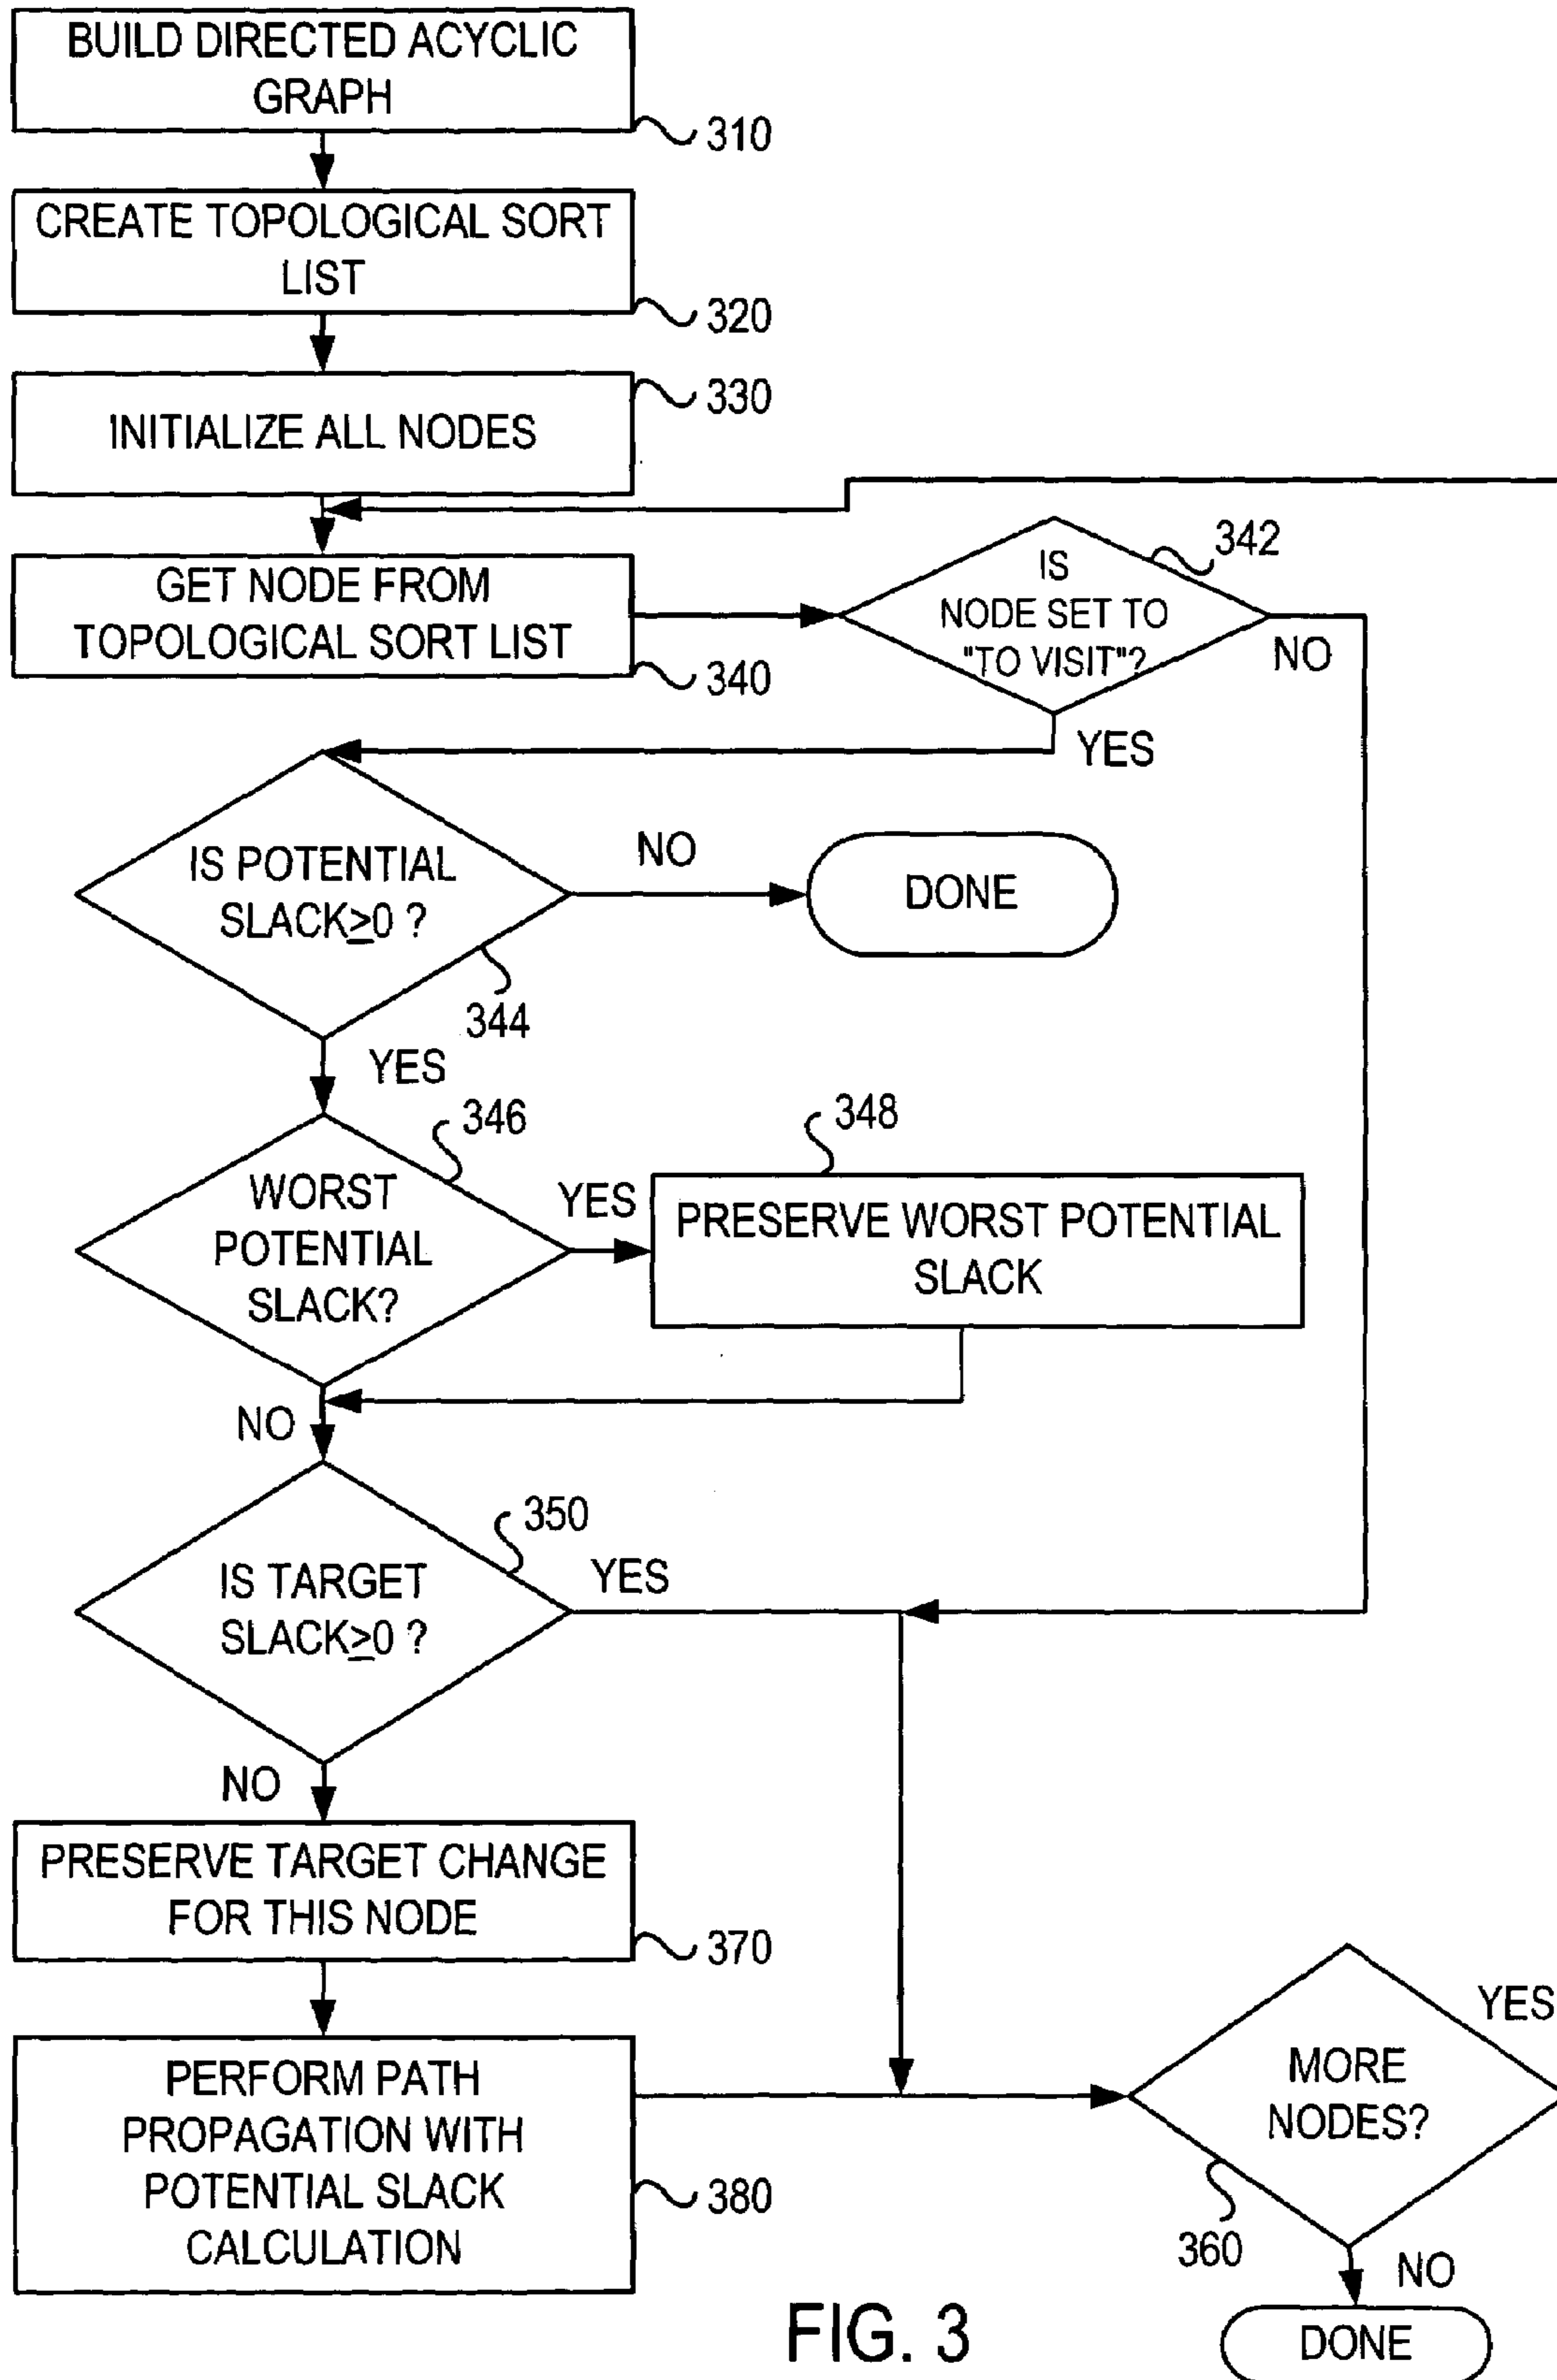 BUILD DIRECTED ACYCLIC
GRAPH
310
CREATE TOPOLOGICAL SORT
LIST
320
330
INITIALIZE ALL NODES
GET NODE FROM
TOPOLOGICAL SORT LIST
340
342
IS
NODE SET TO
"TO VISIT"?
NO
YES
IS POTENTIAL
SLACK≥0 ?
NO
DONE
344
YES
346
WORST
POTENTIAL
SLACK?
YES
348
PRESERVE WORST POTENTIAL
SLACK
NO
350
IS TARGET
SLACK≥0 ?
YES
NO
PRESERVE TARGET CHANGE
FOR THIS NODE
370
PERFORM PATH
PROPAGATION WITH
POTENTIAL SLACK
CALCULATION
380
YES
MORE
NODES?
360
NO
DONE
FIG. 3